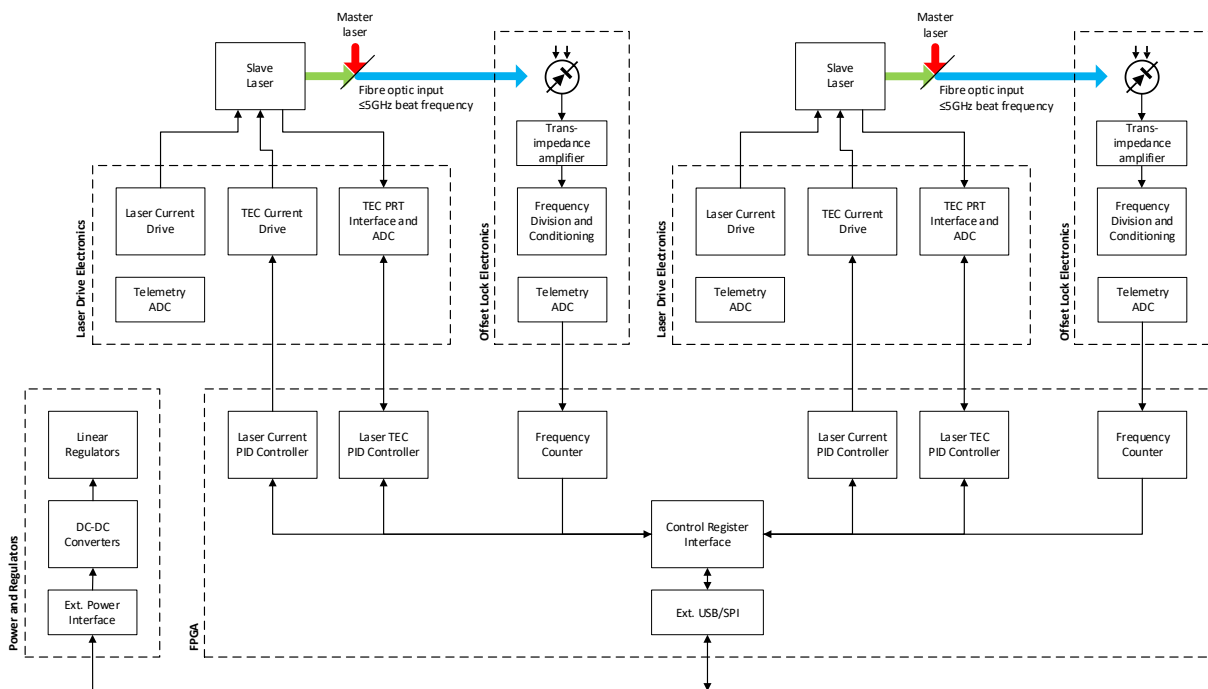 Master
laser
Slave
Laser
Fibre optic input
≤5GHz beat frequency
Trans-
impedance
amplifier
Laser Current
Drive
TEC Current
Drive
TEC PRT
Interface and
ADC
Frequency
Division and
Conditioning
Telemetry
ADC
Telemetry
ADC
Laser Drive Electronics
Offset Lock Electronics
Master
laser
Slave
Laser
Fibre optic input
≤5GHz beat frequency
Trans-
impedance
amplifier
Laser Current
Drive
TEC Current
Drive
TEC PRT
Interface and
ADC
Frequency
Division and
Conditioning
Telemetry
ADC
Telemetry
ADC
Laser Drive Electronics
Offset Lock Electronics
Linear
Regulators
DC-DC
Converters
Ext. Power
Interface
Power and Regulators
Laser Current
PID Controller
Laser TEC
PID Controller
Frequency
Counter
Laser Current
PID Controller
Laser TEC
PID Controller
Frequency
Counter
Control Register
Interface
Ext. USB/SPI
FPGA